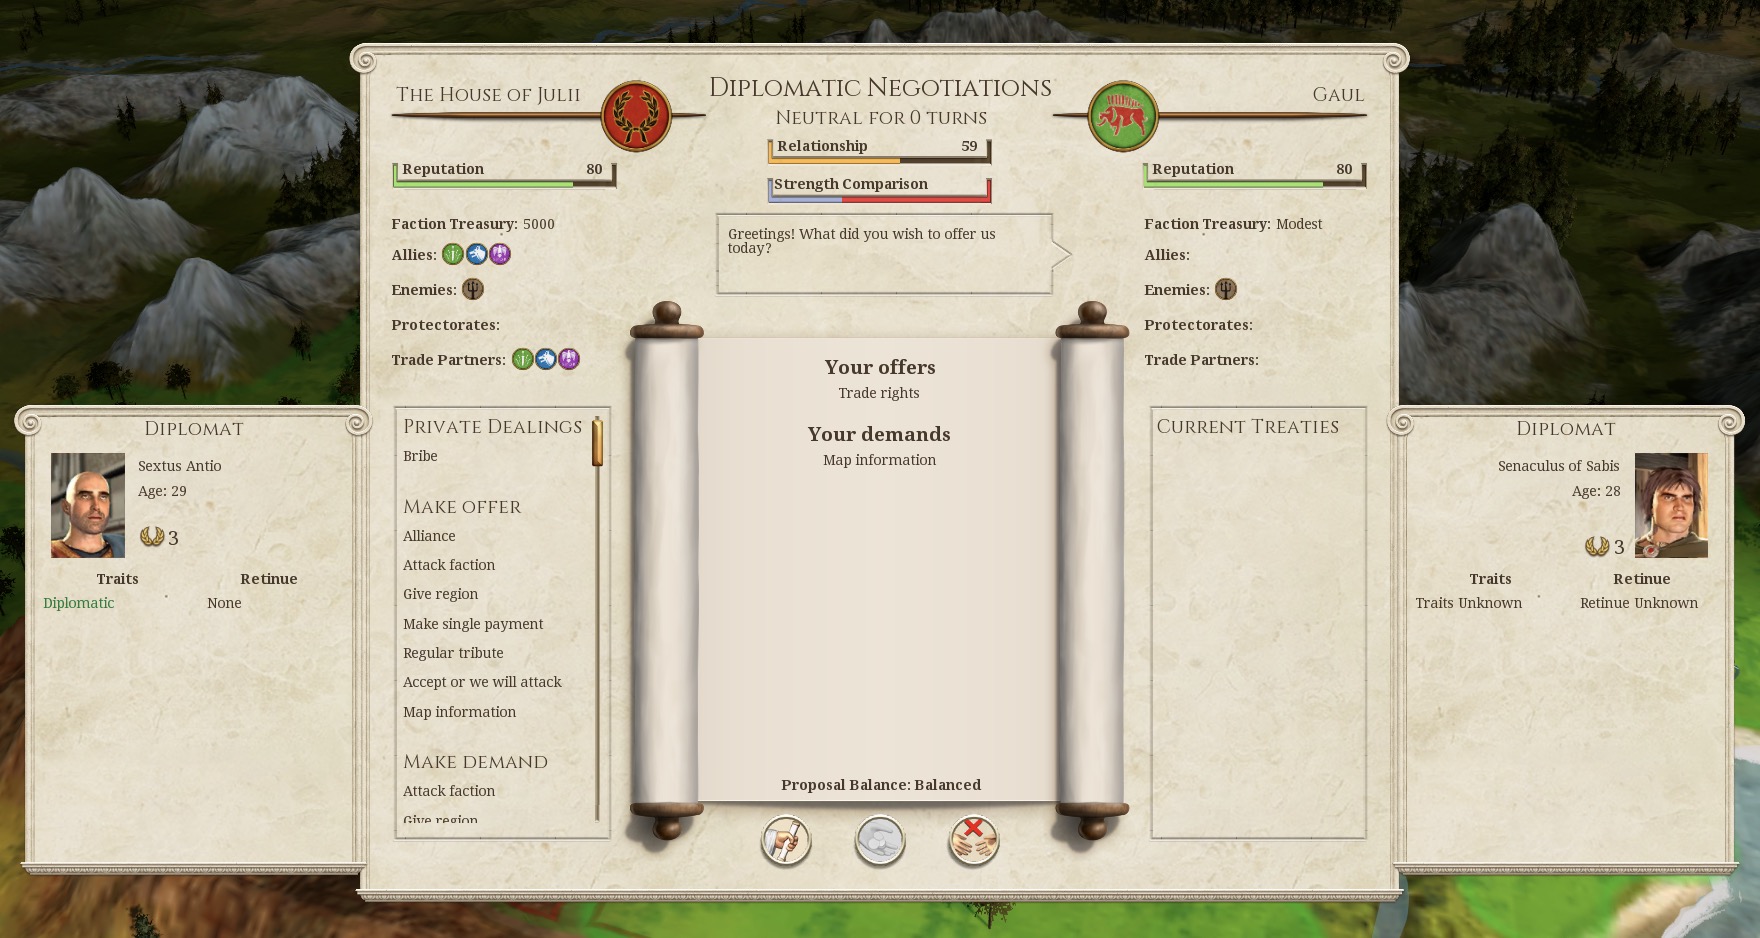 DIPLOMATIC NEGOTIATIONS
NEUTRAL FOR 0 TURNS
Relationship 59
Strength Comparison
THE HOUSE OF JULII
Reputation 80
Faction Treasury: 5000
Allies:
Enemies:
Protectorates:
Trade Partners:
GAUL
Reputation 80
Faction Treasury: Modest
Allies:
Enemies:
Protectorates:
Trade Partners:
Greetings! What did you wish to offer us
today?
DIPLOMAT
Sextus Antio
Age: 29
3
Traits Retinue
Diplomatic None
PRIVATE DEALINGS
Bribe
MAKE OFFER
Alliance
Attack faction
Give region
Make single payment
Regular tribute
Accept or we will attack
Map information
MAKE DEMAND
Attack faction
Give region
Your offers
Trade rights
Your demands
Map information
Proposal Balance: Balanced
CURRENT TREATIES
DIPLOMAT
Senaculus of Sabis
Age: 28
3
Traits Retinue
Traits Unknown Retinue Unknown